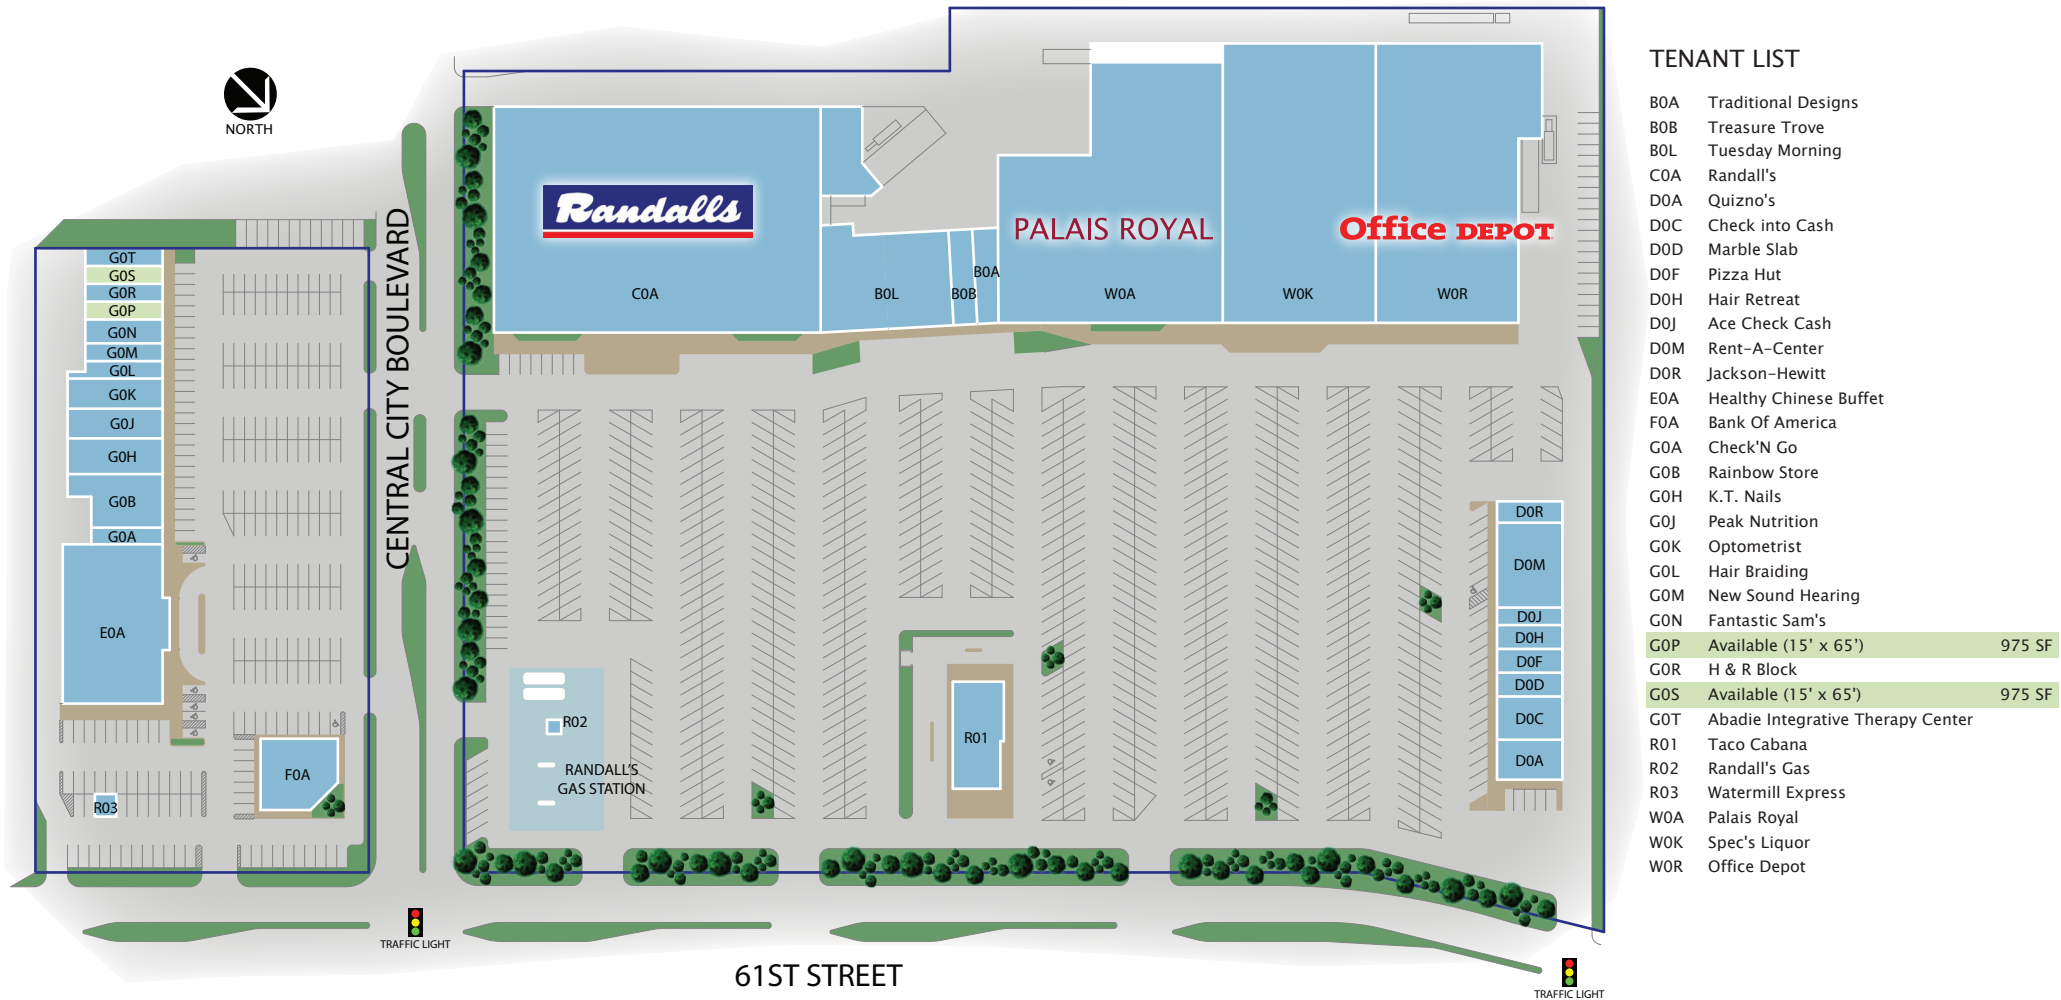 NORTH
CENTRAL CITY BOULEVARD
Randalls
PALAIS ROYAL
Office DEPOT
C0A
B0L
B0B
B0A
W0A
W0K
W0R
G0T
G0S
G0R
G0P
G0N
G0M
G0L
G0K
G0J
G0H
G0B
G0A
E0A
F0A
R03
R02
RANDALL'S
GAS STATION
R01
D0R
D0M
D0J
D0H
D0F
D0D
D0C
D0A
TRAFFIC LIGHT
61ST STREET
TRAFFIC LIGHT
TENANT LIST
B0A Traditional Designs
B0B Treasure Trove
B0L Tuesday Morning
C0A Randall's
D0A Quizno's
D0C Check into Cash
D0D Marble Slab
D0F Pizza Hut
D0H Hair Retreat
D0J Ace Check Cash
D0M Rent-A-Center
D0R Jackson-Hewitt
E0A Healthy Chinese Buffet
F0A Bank Of America
G0A Check'N Go
G0B Rainbow Store
G0H K.T. Nails
G0J Peak Nutrition
G0K Optometrist
G0L Hair Braiding
G0M New Sound Hearing
G0N Fantastic Sam's
G0P Available (15’ x 65’) 975 SF
G0R H & R Block
G0S Available (15' x 65') 975 SF
G0T Abadie Integrative Therapy Center
R01 Taco Cabana
R02 Randall's Gas
R03 Watermill Express
W0A Palais Royal
W0K Spec's Liquor
W0R Office Depot